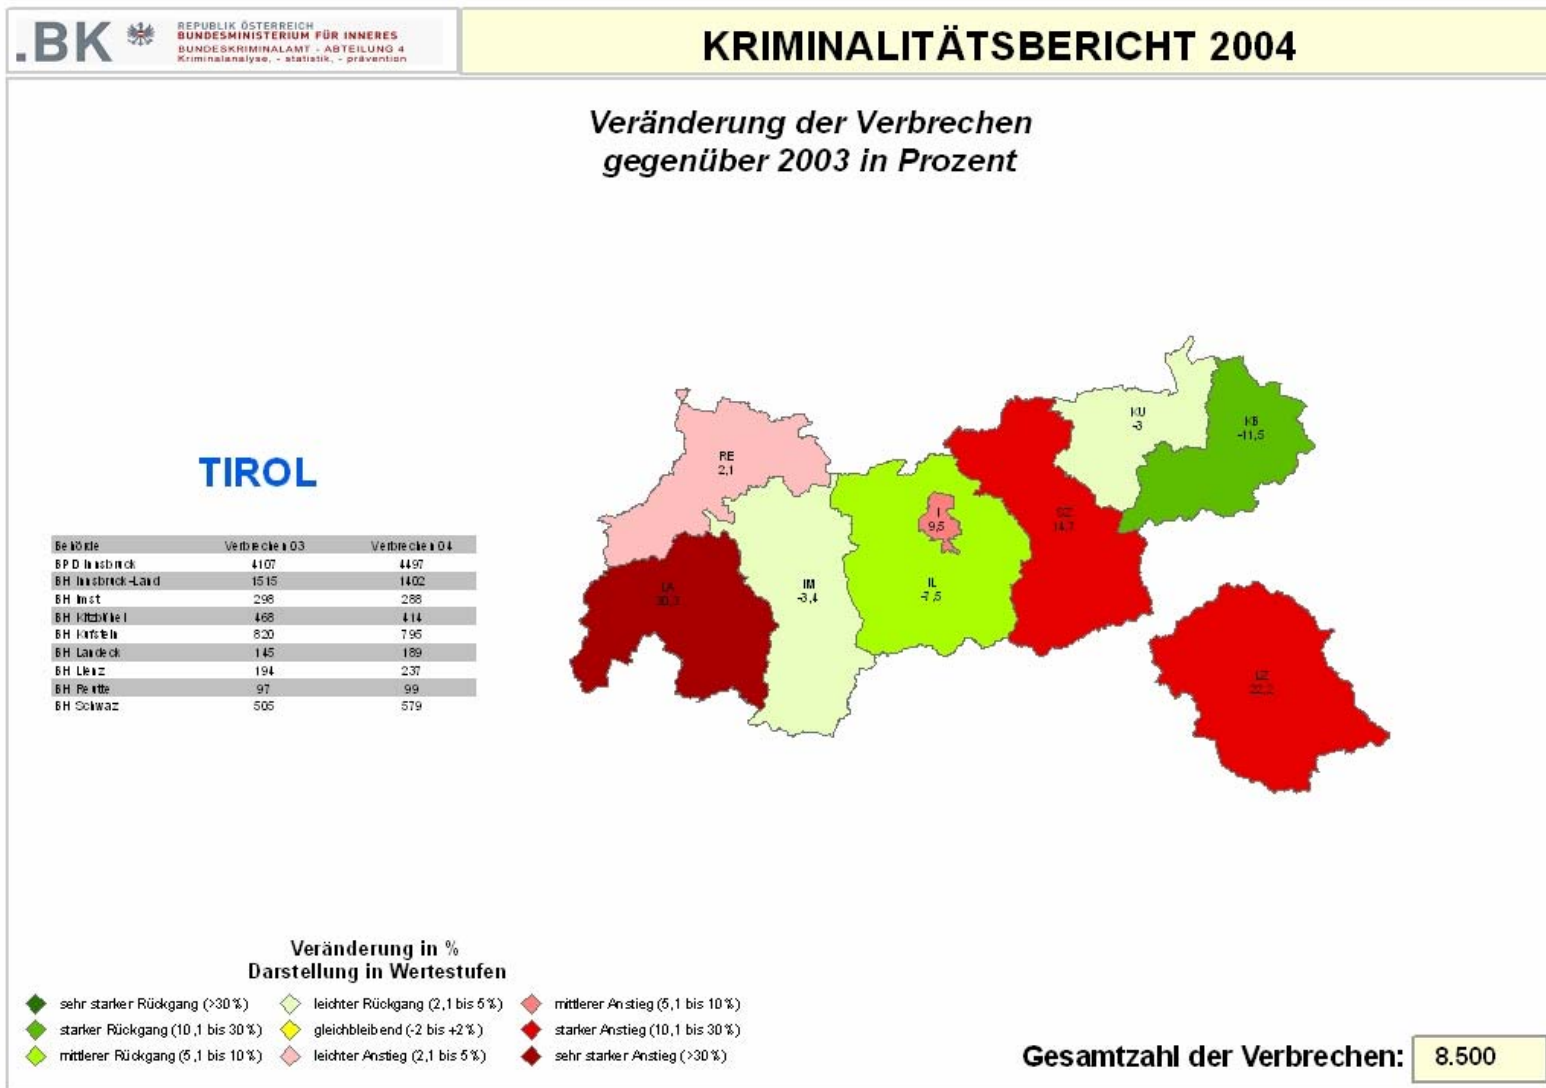 .BK
REPUBLIK ÖSTERREICH
BUNDESMINISTERIUM FÜR INNERES
BUNDESKRIMINALAMT - ABTEILUNG 4
Kriminalanalyse, - statistik, - prävention
KRIMINALITÄTSBERICHT 2004
Veränderung der Verbrechen
gegenüber 2003 in Prozent
TIROL
Behörde Verbrechen 03 Verbrechen 04
BPD Innsbruck 4107 4497
BH Innsbruck-Land 1515 1402
BH Imst 298 288
BH Kitzbühel 468 414
BH Kufstein 820 795
BH Landeck 145 189
BH Lienz 194 237
BH Reutte 97 99
BH Schwaz 505 579
KU
-3
KB
-11,5
RE
2,1
I
9,5
SZ
14,7
LA
30,3
IM
-3,4
IL
-7,5
LZ
22,2
Veränderung in %
Darstellung in Wertestufen
sehr starker Rückgang (>30%) leichter Rückgang (2,1 bis 5%) mittlerer Anstieg (5,1 bis 10%)
starker Rückgang (10,1 bis 30%) gleichbleibend (-2 bis +2%) starker Anstieg (10,1 bis 30%)
mittlerer Rückgang (5,1 bis 10%) leichter Anstieg (2,1 bis 5%) sehr starker Anstieg (>30%)
Gesamtzahl der Verbrechen: 8.500